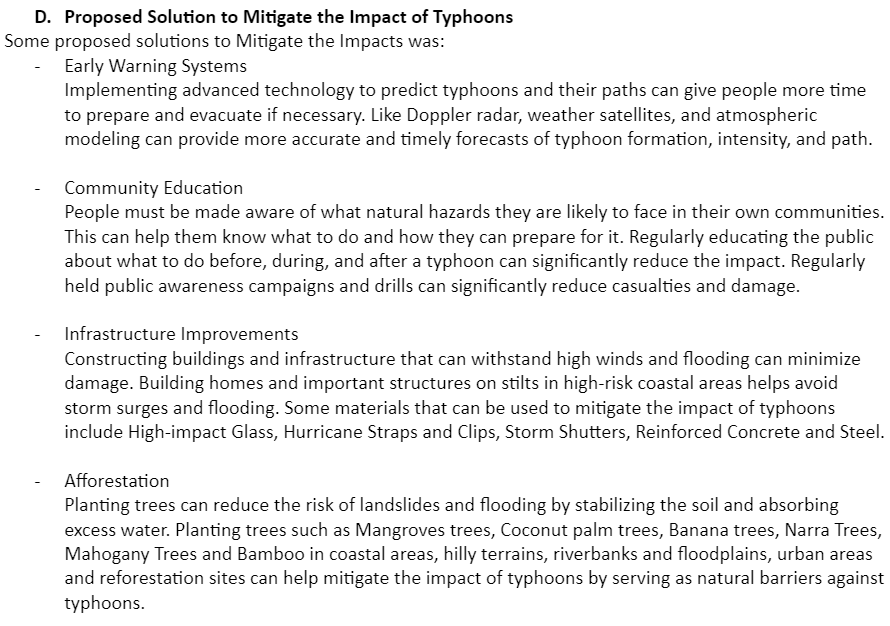 D. Proposed Solution to Mitigate the Impact of Typhoons
Some proposed solutions to Mitigate the Impacts was:
- Early Warning Systems
Implementing advanced technology to predict typhoons and their paths can give people more time
to prepare and evacuate if necessary. Like Doppler radar, weather satellites, and atmospheric
modeling can provide more accurate and timely forecasts of typhoon formation, intensity, and path.
- Community Education
People must be made aware of what natural hazards they are likely to face in their own communities.
This can help them know what to do and how they can prepare for it. Regularly educating the public
about what to do before, during, and after a typhoon can significantly reduce the impact. Regularly
held public awareness campaigns and drills can significantly reduce casualties and damage.
- Infrastructure Improvements
Constructing buildings and infrastructure that can withstand high winds and flooding can minimize
damage. Building homes and important structures on stilts in high-risk coastal areas helps avoid
storm surges and flooding. Some materials that can be used to mitigate the impact of typhoons
include High-impact Glass, Hurricane Straps and Clips, Storm Shutters, Reinforced Concrete and Steel.
- Afforestation
Planting trees can reduce the risk of landslides and flooding by stabilizing the soil and absorbing
excess water. Planting trees such as Mangroves trees, Coconut palm trees, Banana trees, Narra Trees,
Mahogany Trees and Bamboo in coastal areas, hilly terrains, riverbanks and floodplains, urban areas
and reforestation sites can help mitigate the impact of typhoons by serving as natural barriers against
typhoons.